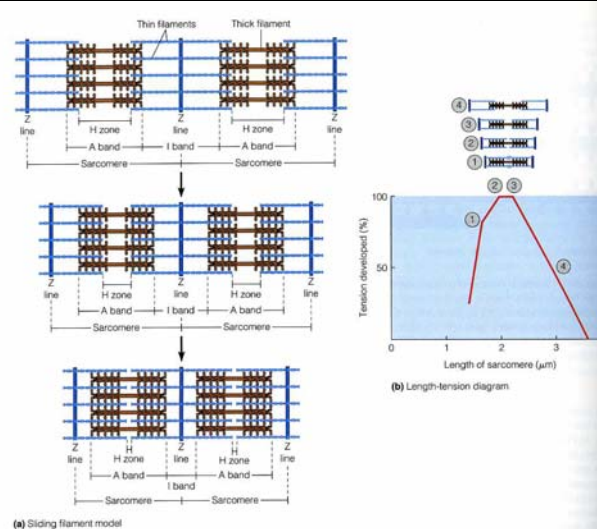 Thin filaments Thick filament
Z line Z line Z line
H zone H zone
A band I band A band
Sarcomere Sarcomere
Z line Z line Z line
H zone H zone
A band I band A band
Sarcomere Sarcomere
Z line H Z line H Z line
H zone H zone
A band A band
I band
Sarcomere Sarcomere
(a) Sliding filament model
4
3
2
1
2 3
100
1
Tension developed (%)
50
4
0 1 2 3
Length of sarcomere (μm)
(b) Length-tension diagram